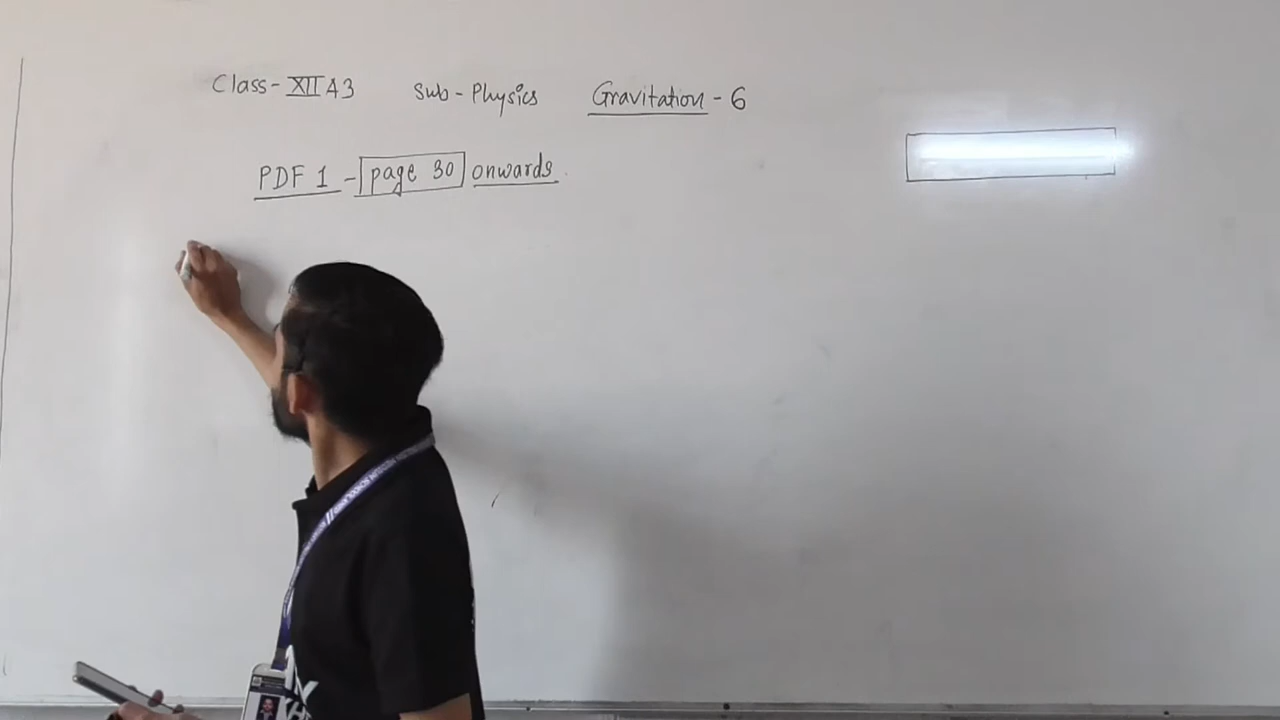 Class - XII A3 Sub - Physics Gravitation - 6
PDF 1 - page 30 onwards